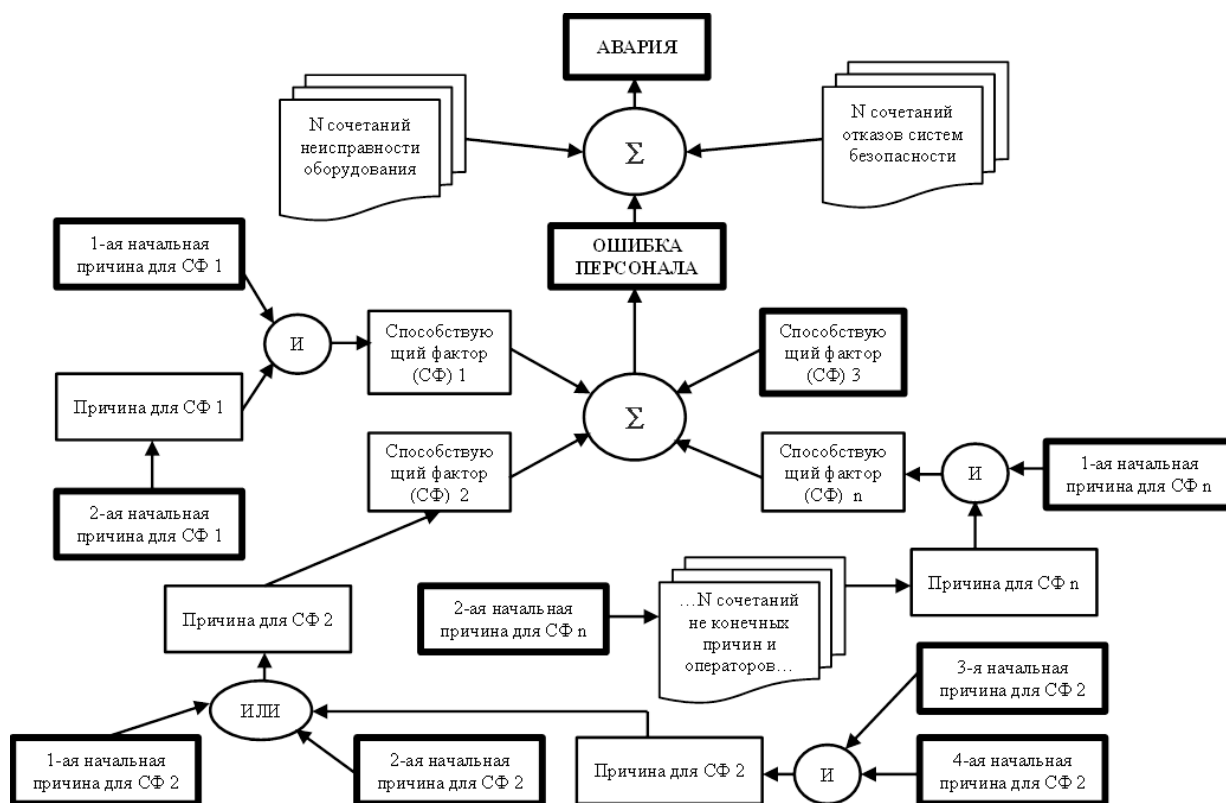 АВАРИЯ
N сочетаний
неисправности
оборудования
Σ
N сочетаний
отказов систем
безопасности
1-ая начальная
причина для СФ 1
ОШИБКА
ПЕРСОНАЛА
И
Способствую
щий фактор
(СФ) 1
Способствую
щий фактор
(СФ) 3
Причина для СФ 1
Σ
2-ая начальная
причина для СФ 1
Способствую
щий фактор
(СФ) 2
Способствую
щий фактор
(СФ) n
И
1-ая начальная
причина для СФ n
Причина для СФ 2
2-ая начальная
причина для СФ n
...N сочетаний
не конечных
причин и
операторов...
Причина для СФ n
ИЛИ
3-я начальная
причина для СФ 2
1-ая начальная
причина для СФ 2
2-ая начальная
причина для СФ 2
Причина для СФ 2
И
4-ая начальная
причина для СФ 2